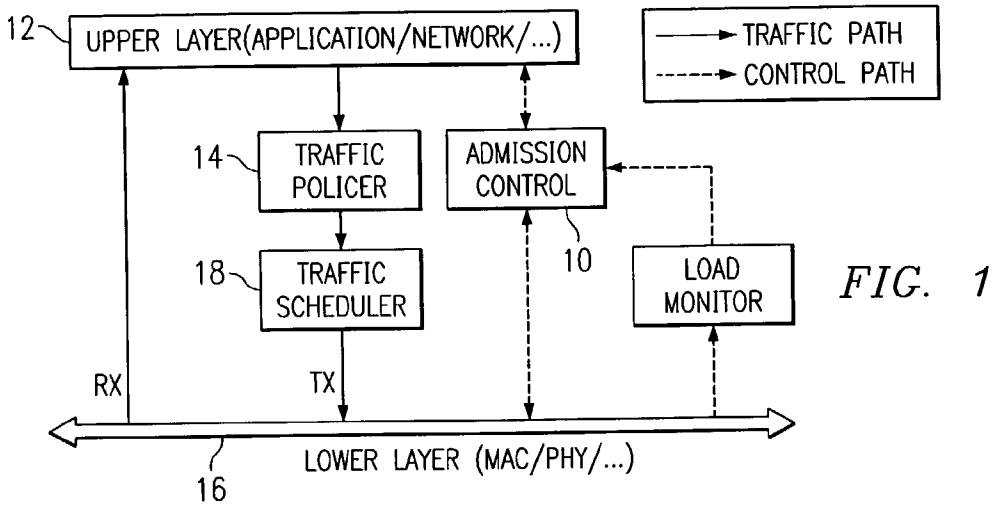 12
UPPER LAYER(APPLICATION/NETWORK/...)
TRAFFIC PATH
CONTROL PATH
14
TRAFFIC
POLICER
ADMISSION
CONTROL
10
18
TRAFFIC
SCHEDULER
LOAD
MONITOR
FIG. 1
RX
TX
16
LOWER LAYER (MAC/PHY/...)